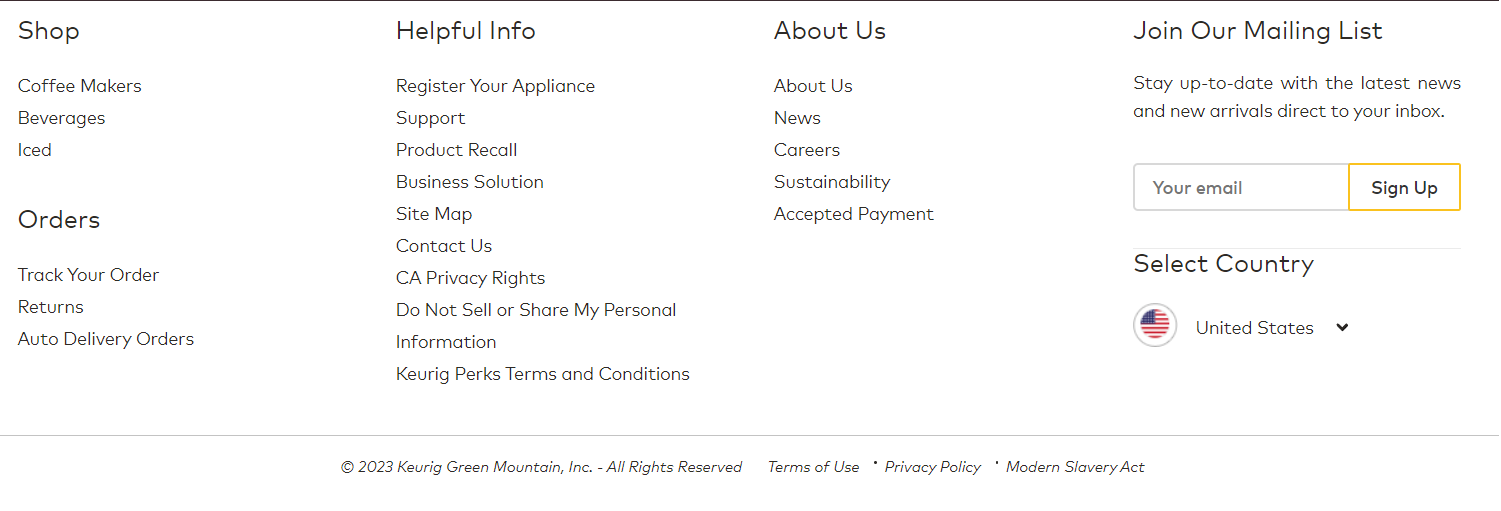 Shop
Coffee Makers
Beverages
Iced
Orders
Track Your Order
Returns
Auto Delivery Orders
Helpful Info
Register Your Appliance
Support
Product Recall
Business Solution
Site Map
Contact Us
CA Privacy Rights
Do Not Sell or Share My Personal
Information
Keurig Perks Terms and Conditions
About Us
About Us
News
Careers
Sustainability
Accepted Payment
Join Our Mailing List
Stay up-to-date with the latest news
and new arrivals direct to your inbox.
Your email
Sign Up
Select Country
United States
© 2023 Keurig Green Mountain, Inc. - All Rights Reserved Terms of Use · Privacy Policy · Modern Slavery Act